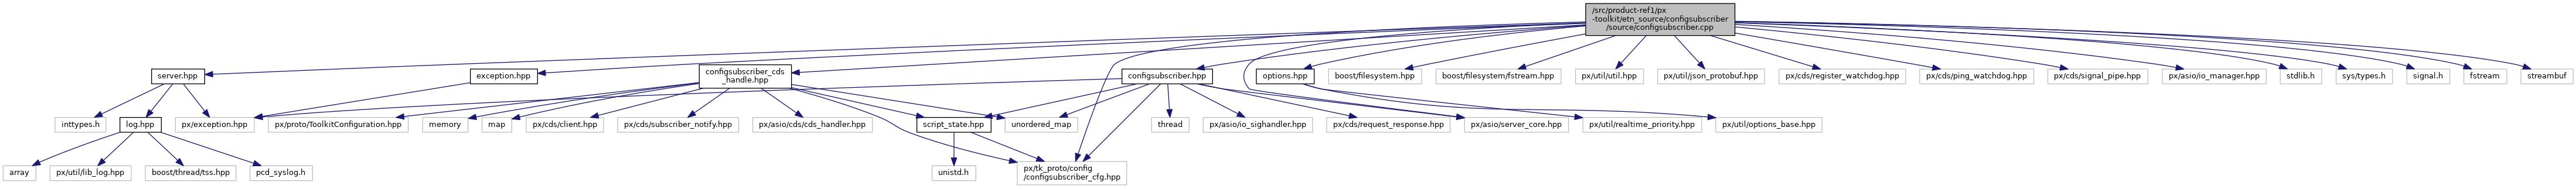 /src/product-ref1/px
-toolkit/etn_source/configsubscriber
/source/configsubscriber.cpp
server.hpp
exception.hpp
configsubscriber_cds
_handle.hpp
configsubscriber.hpp
options.hpp
boost/filesystem.hpp
boost/filesystem/fstream.hpp
px/util/util.hpp
px/util/json_protobuf.hpp
px/cds/register_watchdog.hpp
px/cds/ping_watchdog.hpp
px/cds/signal_pipe.hpp
px/asio/io_manager.hpp
stdlib.h
sys/types.h
signal.h
fstream
streambuf
inttypes.h
log.hpp
px/exception.hpp
px/proto/ToolkitConfiguration.hpp
memory
map
px/cds/client.hpp
px/cds/subscriber_notify.hpp
px/asio/cds/cds_handler.hpp
script_state.hpp
unordered_map
thread
px/asio/io_sighandler.hpp
px/cds/request_response.hpp
px/asio/server_core.hpp
px/util/realtime_priority.hpp
px/util/options_base.hpp
array
px/util/lib_log.hpp
boost/thread/tss.hpp
pcd_syslog.h
unistd.h
px/tk_proto/config
/configsubscriber_cfg.hpp